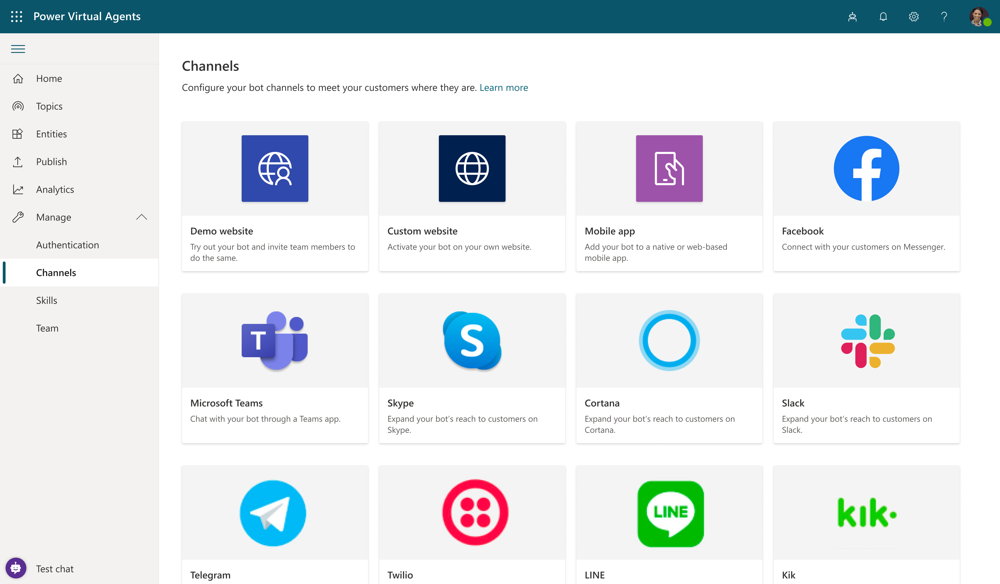 Power Virtual Agents
Home
Topics
Entities
Publish
Analytics
Manage
Authentication
Channels
Skills
Team
Test chat
Channels
Configure your bot channels to meet your customers where they are. Learn more
Demo website
Try out your bot and invite team members to
do the same.
Custom website
Activate your bot on your own website.
Mobile app
Add your bot to a native or web-based
mobile app.
Facebook
Connect with your customers on Messenger.
T
Microsoft Teams
Chat with your bot through a Teams app.
S
Skype
Expand your bot’s reach to customers on
Skype.
Cortana
Expand your bot’s reach to customers on
Cortana.
Slack
Expand your bot’s reach to customers on
Slack.
Telegram
Twilio
LINE
LINE
kik
Kik